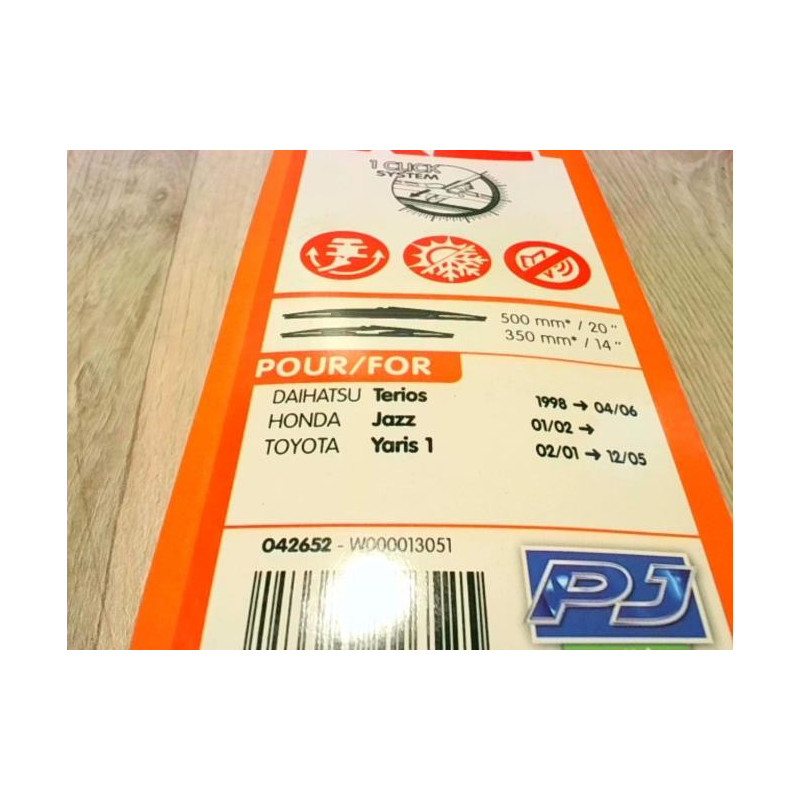 1 CLICK
SYSTEM
500 mm* / 20"
350 mm* / 14"
POUR/FOR
DAIHATSU Terios 1998 → 04/06
HONDA Jazz 01/02 →
TOYOTA Yaris 1 02/01 → 12/05
042652 - W000013051
PJ